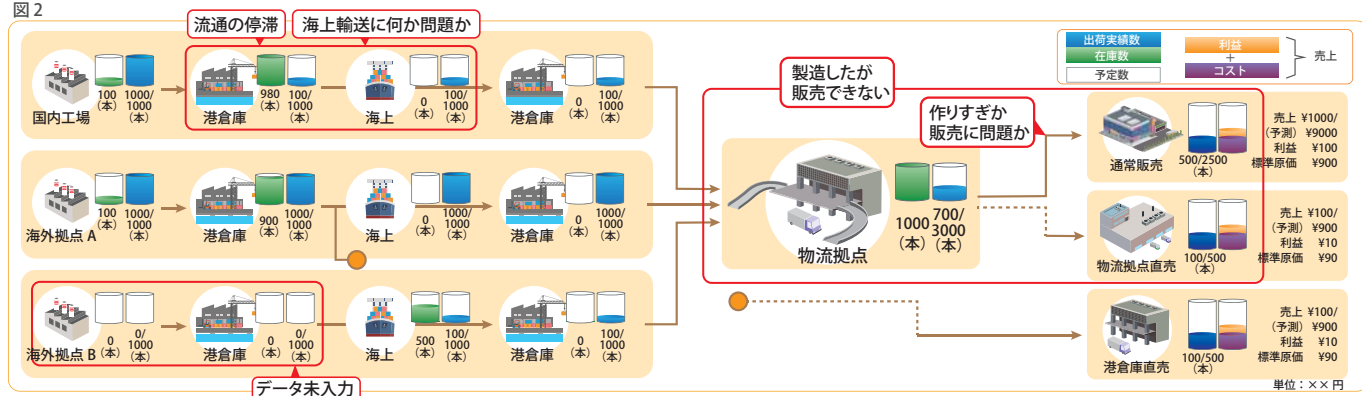 図2
流通の停滞
海上輸送に何か問題か
製造したが
販売できない
作りすぎか
販売に問題か
出荷実績数
在庫数
予定数
利益
+
コスト
売上
国内工場
100
(本)
100/
1000
(本)
港倉庫
980
(本)
100/
1000
(本)
海上
0
(本)
100/
1000
(本)
港倉庫
0
(本)
100/
1000
(本)
海外拠点 A
100
(本)
1000/
1000
(本)
港倉庫
900
(本)
1000/
1000
(本)
海上
0
(本)
1000/
1000
(本)
港倉庫
0
(本)
1000/
1000
(本)
海外拠点 B
0
(本)
0/
1000
(本)
港倉庫
0
(本)
0/
1000
(本)
海上
500
(本)
100/
1000
(本)
港倉庫
0
(本)
100/
1000
(本)
データ未入力
物流拠点
1000
(本)
700/
3000
(本)
通常販売
500/2500
(本)
売上 ¥1000/
(予測) ¥9000
利益 ¥100
標準原価 ¥900
物流拠点直売
100/500
(本)
売上 ¥100/
(予測) ¥900
利益 ¥10
標準原価 ¥90
港倉庫直売
100/500
(本)
売上 ¥100/
(予測) ¥900
利益 ¥10
標準原価 ¥90
単位：×× 円